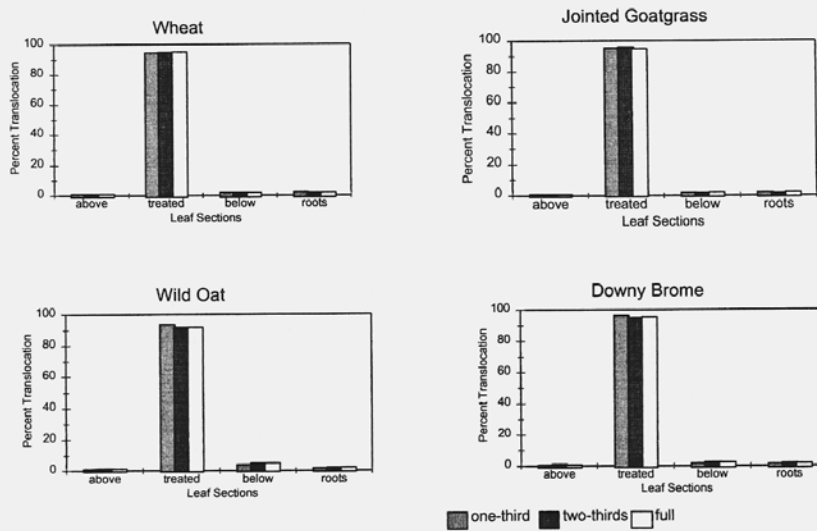 Wheat
Percent Translocation
100
80
60
40
20
0
above treated below roots
Leaf Sections
Jointed Goatgrass
Percent Translocation
100
80
60
40
20
0
above treated below roots
Leaf Sections
Wild Oat
Percent Translocation
100
80
60
40
20
0
above treated below roots
Leaf Sections
Downy Brome
Percent Translocation
100
80
60
40
20
0
above treated below roots
Leaf Sections
one-third two-thirds full